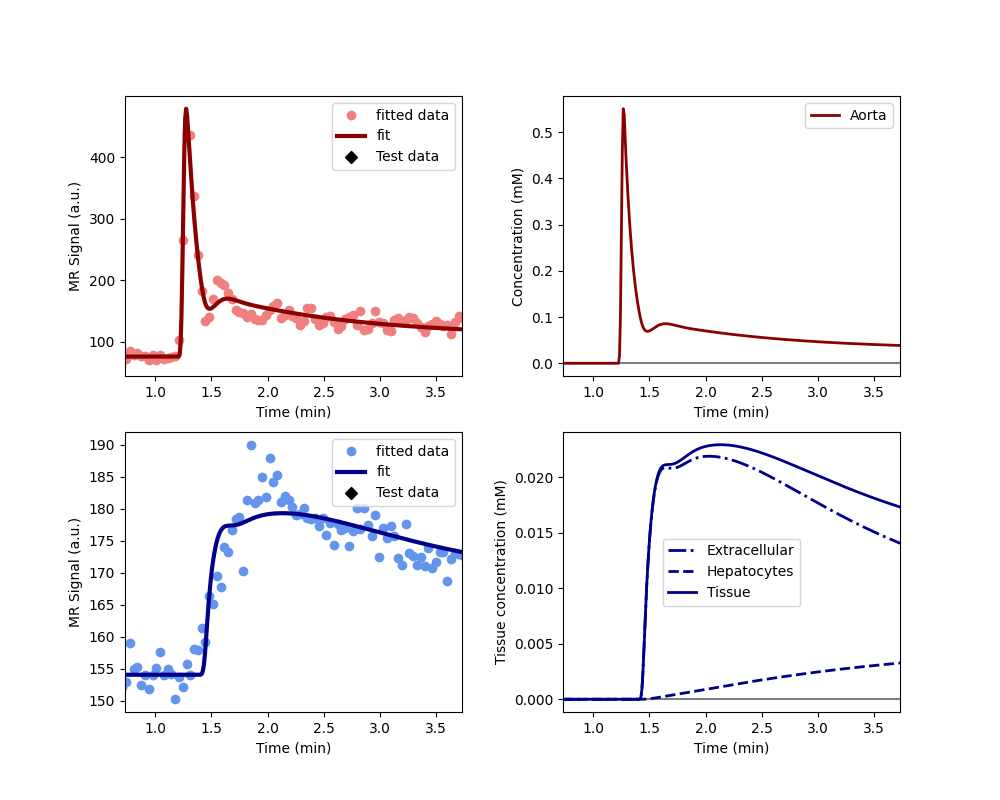 MR Signal (a.u.)
400
300
200
100
fitted data
fit
Test data
1.0 1.5 2.0 2.5 3.0 3.5
Time (min)
Concentration (mM)
0.5
0.4
0.3
0.2
0.1
0.0
Aorta
1.0 1.5 2.0 2.5 3.0 3.5
Time (min)
MR Signal (a.u.)
190
185
180
175
170
165
160
155
150
fitted data
fit
Test data
1.0 1.5 2.0 2.5 3.0 3.5
Time (min)
Tissue concentration (mM)
0.020
0.015
0.010
0.005
0.000
Extracellular
Hepatocytes
Tissue
1.0 1.5 2.0 2.5 3.0 3.5
Time (min)